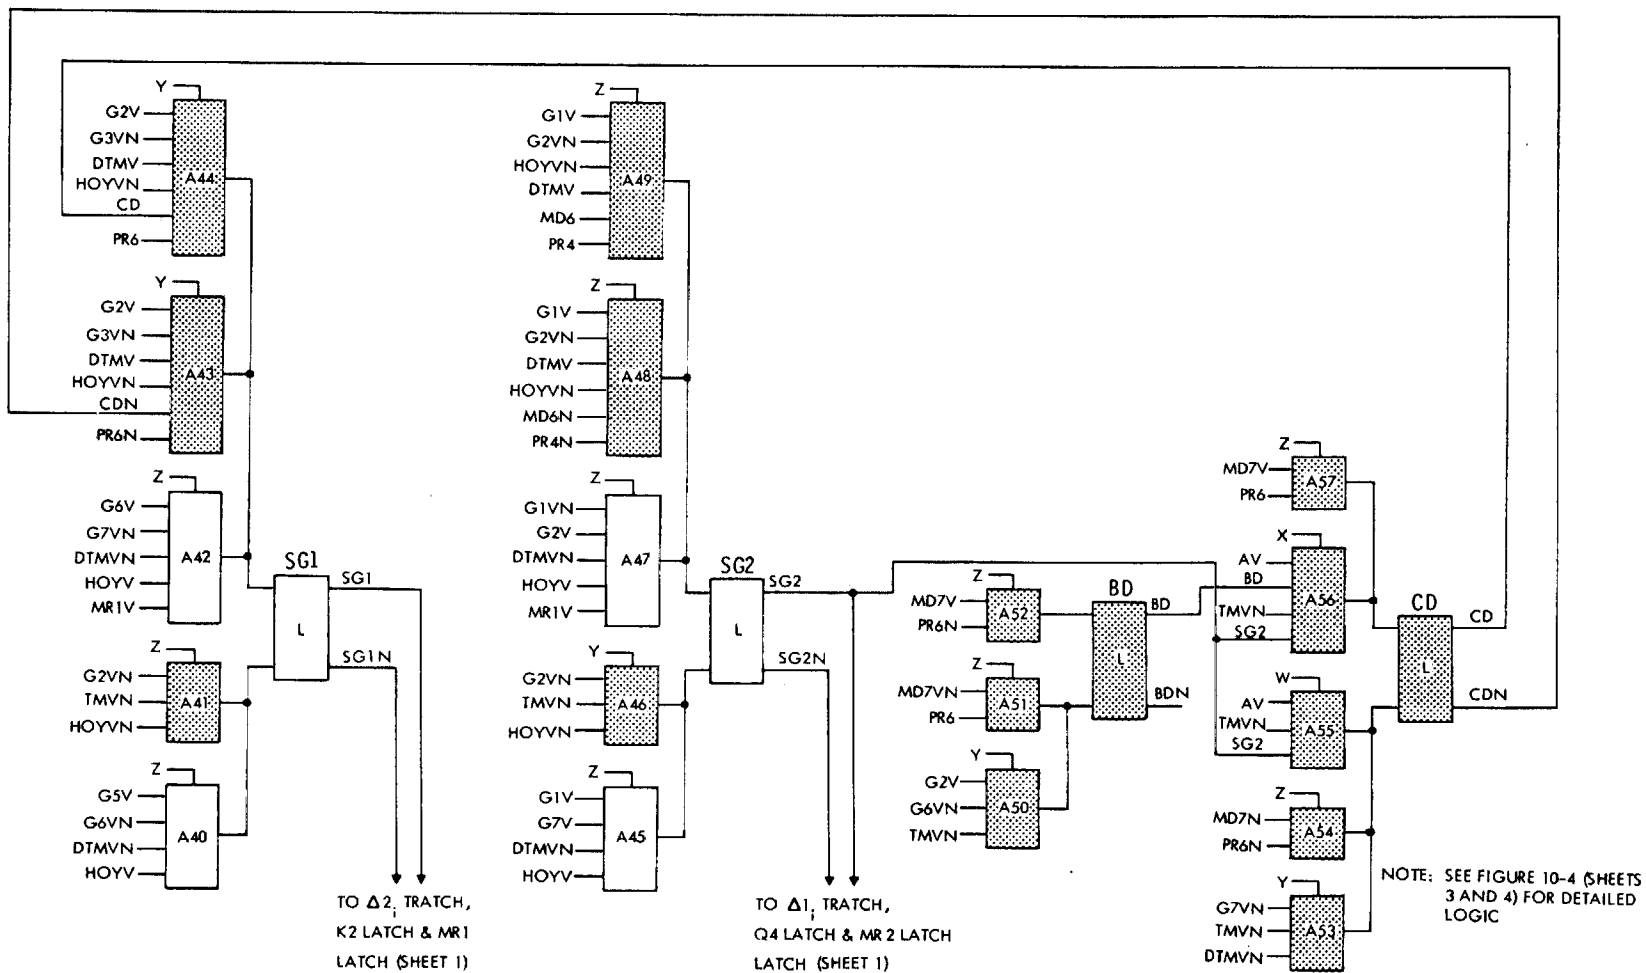 Y
G2V
G3VN
DTMV
HOYVN
CD
PR6
A44
Y
G2V
G3VN
DTMV
HOYVN
CDN
PR6N
A43
Z
G6V
G7VN
DTMVN
HOYV
MR1V
A42
Z
G2VN
TMVN
HOYVN
A41
Z
G5V
G6VN
DTMVN
HOYV
A40
SG1
L
SG1
SG1N
TO Δ2i TRATCH,
K2 LATCH & MR1
LATCH (SHEET 1)
Z
G1V
G2VN
HOYVN
DTMV
MD6
PR4
A49
Z
G1V
G2VN
DTMV
HOYVN
MD6N
PR4N
A48
Z
G1VN
G2V
DTMVN
HOYV
MR1V
A47
Y
G2VN
TMVN
HOYVN
A46
Z
G1V
G7V
DTMVN
HOYV
A45
SG2
L
SG2
SG2N
TO Δ1i TRATCH,
Q4 LATCH & MR2 LATCH
LATCH (SHEET 1)
Z
MD7V
PR6N
A52
Z
MD7VN
PR6
A51
Y
G2V
G6VN
TMVN
A50
BD
L
BD
BDN
Z
MD7V
PR6
A57
X
AV
BD
TMVN
SG2
A56
W
AV
TMVN
SG2
A55
Z
MD7N
PR6N
A54
Y
G7VN
TMVN
DTMVN
A53
CD
L
CD
CDN
NOTE: SEE FIGURE 10-4 (SHEETS
3 AND 4) FOR DETAILED
LOGIC